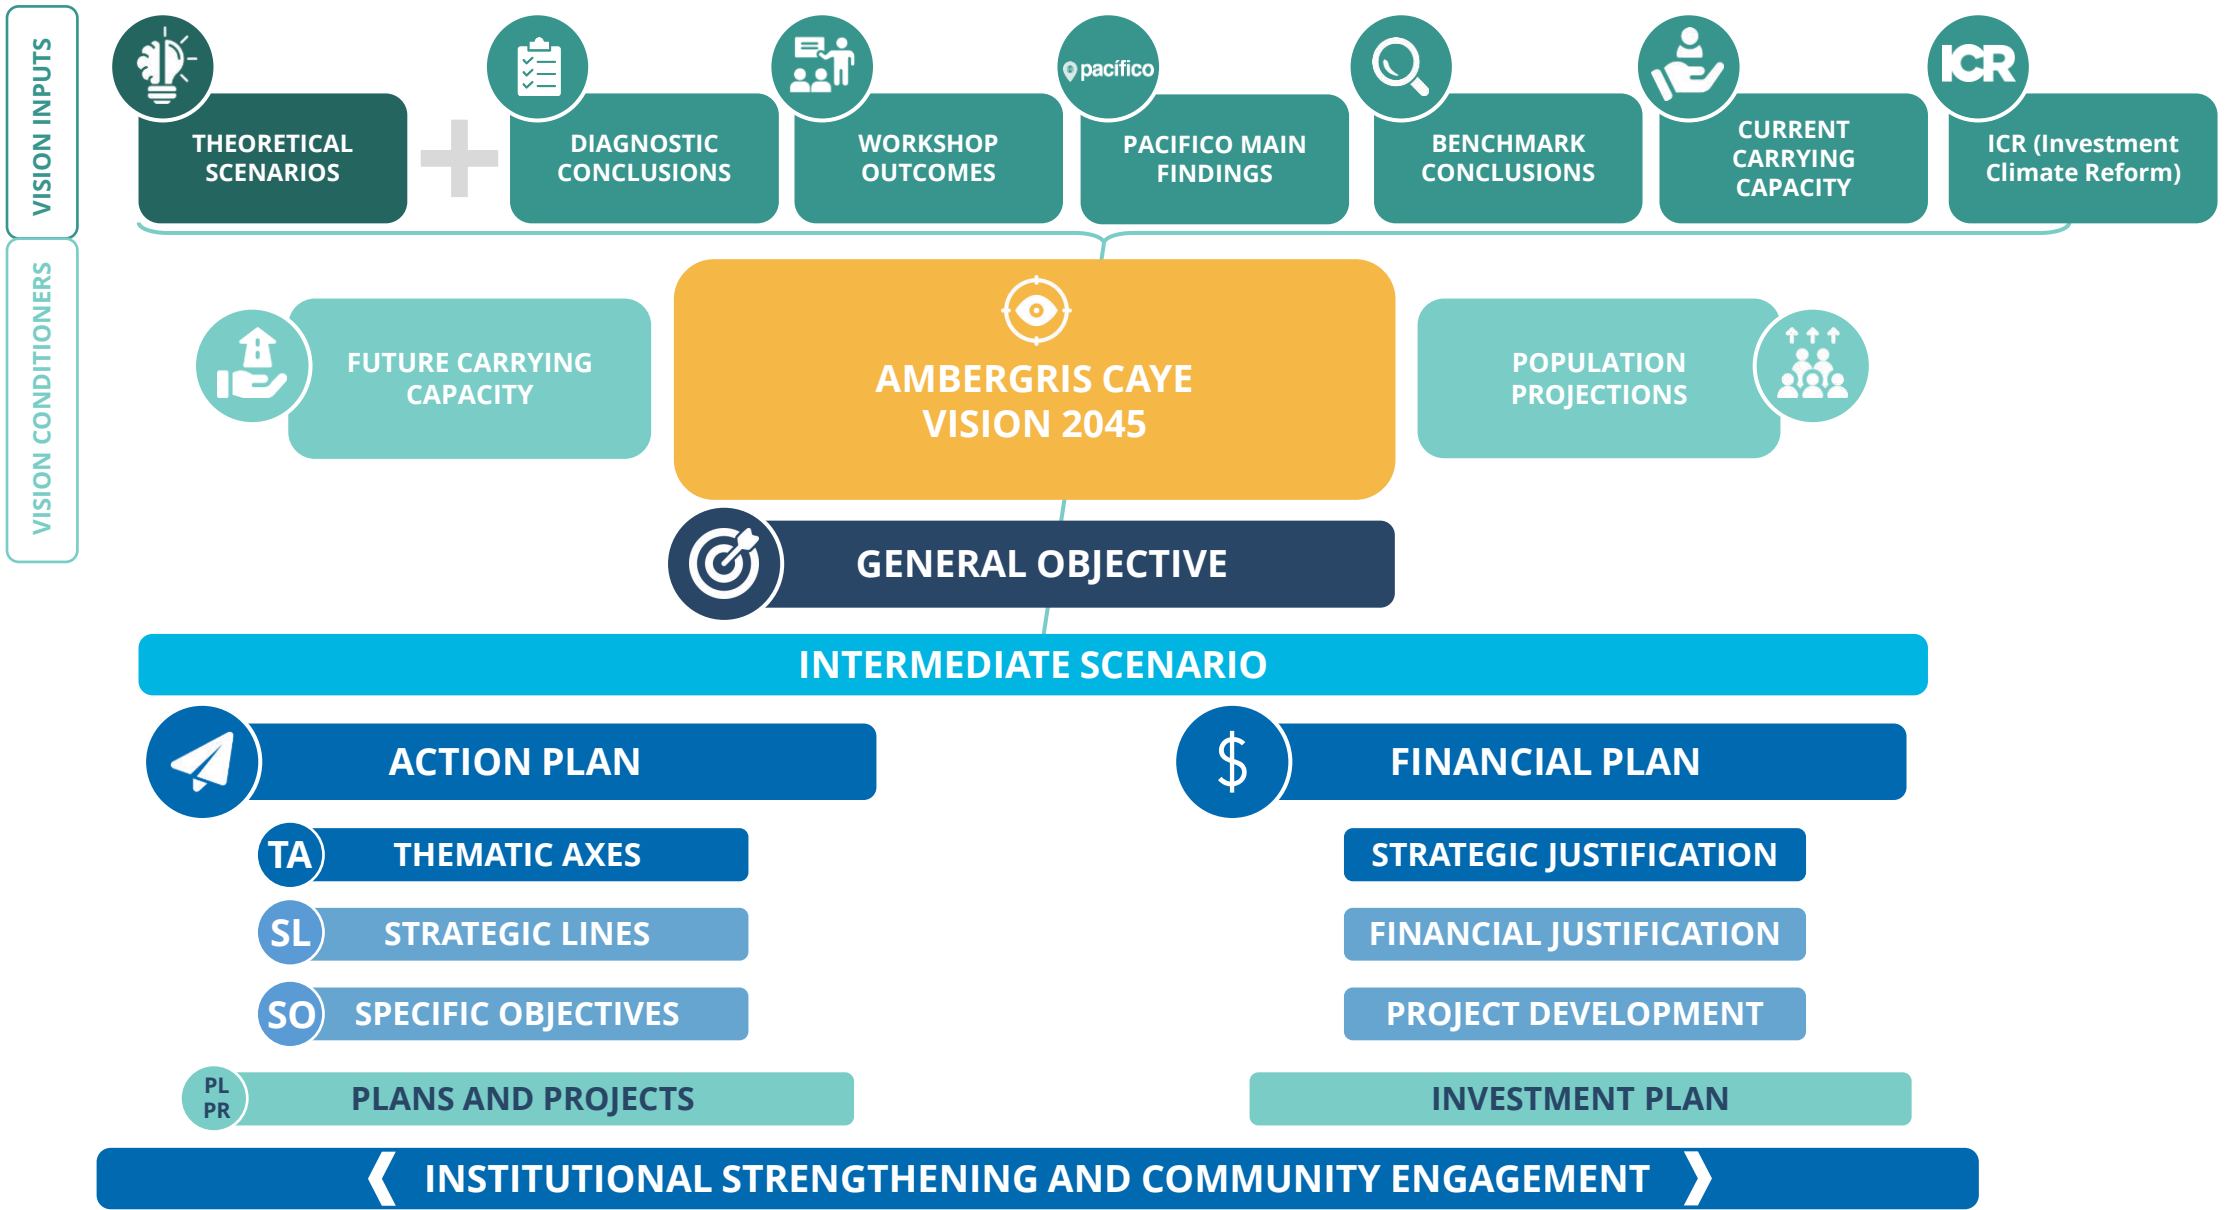 VISION INPUTS
pacífico
ICR
THEORETICAL
SCENARIOS
DIAGNOSTIC
CONCLUSIONS
WORKSHOP
OUTCOMES
PACIFICO MAIN
FINDINGS
BENCHMARK
CONCLUSIONS
CURRENT
CARRYING
CAPACITY
ICR (Investment
Climate Reform)
VISION CONDITIONERS
FUTURE CARRYING
CAPACITY
AMBERGRIS CAYE
VISION 2045
POPULATION
PROJECTIONS
GENERAL OBJECTIVE
INTERMEDIATE SCENARIO
ACTION PLAN
TA
THEMATIC AXES
SL
STRATEGIC LINES
SO
SPECIFIC OBJECTIVES
PL
PR
PLANS AND PROJECTS
$
FINANCIAL PLAN
STRATEGIC JUSTIFICATION
FINANCIAL JUSTIFICATION
PROJECT DEVELOPMENT
INVESTMENT PLAN
INSTITUTIONAL STRENGTHENING AND COMMUNITY ENGAGEMENT